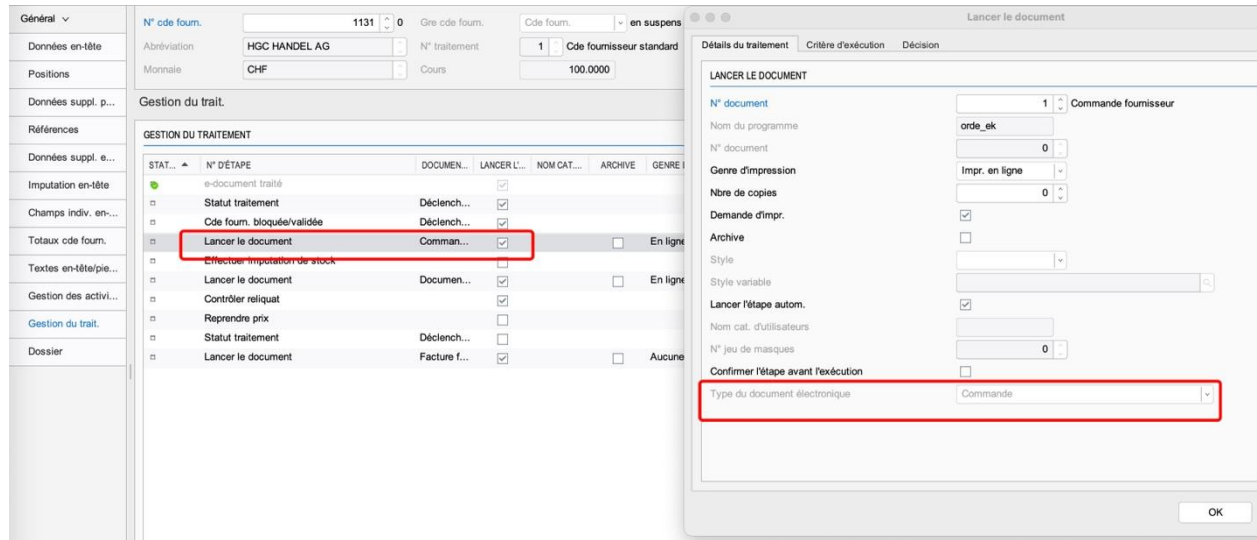 Général
Données en-tête
Positions
Données suppl. p...
Références
Données suppl. e...
Imputation en-tête
Champs indiv. en-...
Totaux cde fourn.
Textes en-tête/pie...
Gestion des activi...
Gestion du trait.
Dossier
N° cde fourn. 1131 0 Gre cde fourn. Cde fourn. en suspens
Abréviation HGC HANDEL AG N° traitement 1 Cde fournisseur standard
Monnaie CHF Cours 100.0000
Gestion du trait.
GESTION DU TRAITEMENT
STAT... N° D'ÉTAPE DOCUMEN... LANCER L'... NOM CAT.... ARCHIVE GENRE
e-document traité
Statut traitement Déclench...
Cde fourn. bloquée/validée Déclench...
Lancer le document Comman... En ligne
Effectuer imputation de stock
Lancer le document Documen... En ligne
Contrôler reliquat
Reprendre prix
Statut traitement Déclench...
Lancer le document Facture f... Aucune
Lancer le document
Détails du traitement Critère d'exécution Décision
LANCER LE DOCUMENT
N° document 1 Commande fournisseur
Nom du programme orde_ek
N° document 0
Genre d'impression Impr. en ligne
Nbre de copies 0
Demande d'impr.
Archive
Style
Style variable
Lancer l'étape autom.
Nom cat. d'utilisateurs
N° jeu de masques 0
Confirmer l'étape avant l'exécution
Type du document électronique Commande
OK